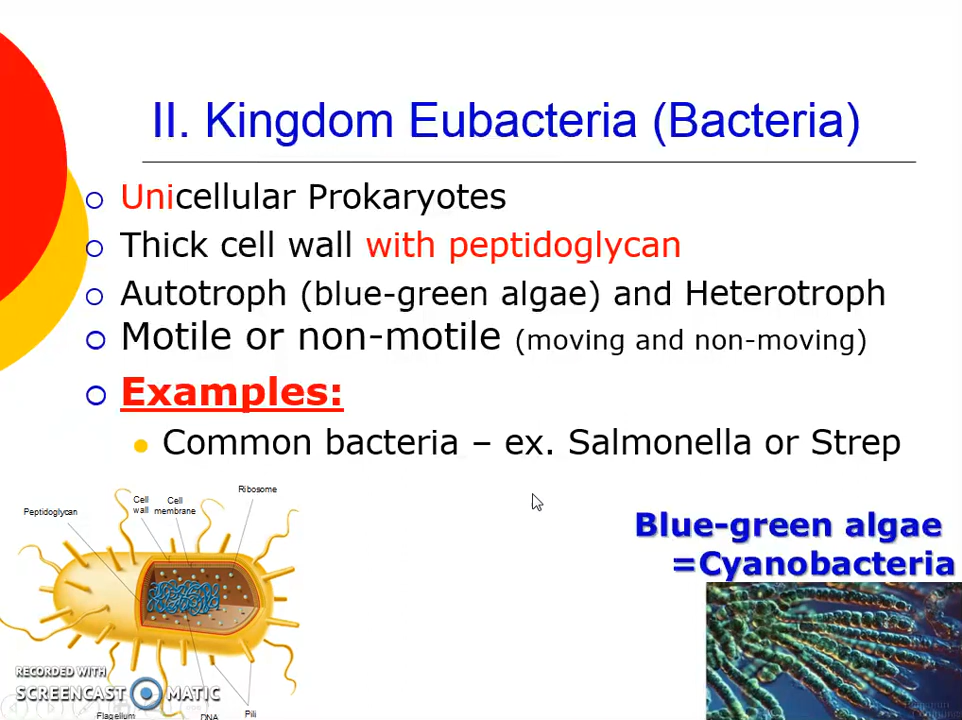 II. Kingdom Eubacteria (Bacteria)
Unicellular Prokaryotes
Thick cell wall with peptidoglycan
Autotroph (blue-green algae) and Heterotroph
Motile or non-motile (moving and non-moving)
Examples:
Common bacteria – ex. Salmonella or Strep
Peptidoglycan
Cell
wall
Cell
membrane
Ribosome
Flagellum
DNA
Pili
Blue-green algae
=Cyanobacteria
RECORDED WITH
SCREENCAST MATIC